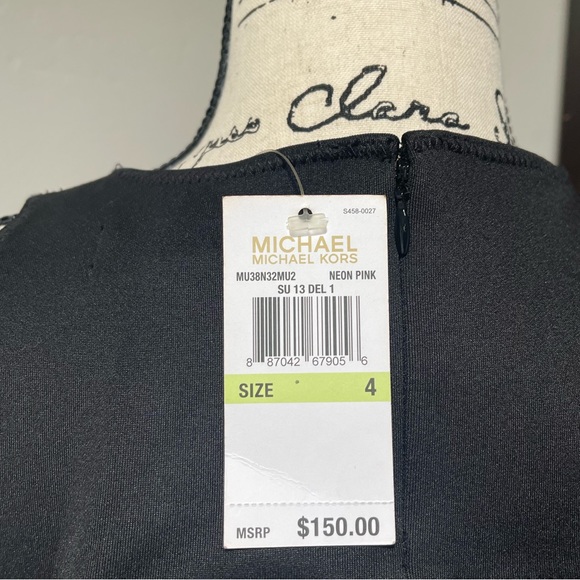 Clara
S458-0027
MICHAEL
MICHAEL KORS
MU38N32MU2 NEON PINK
SU 13 DEL 1
8 87042 67905 6
SIZE 4
MSRP $150.00